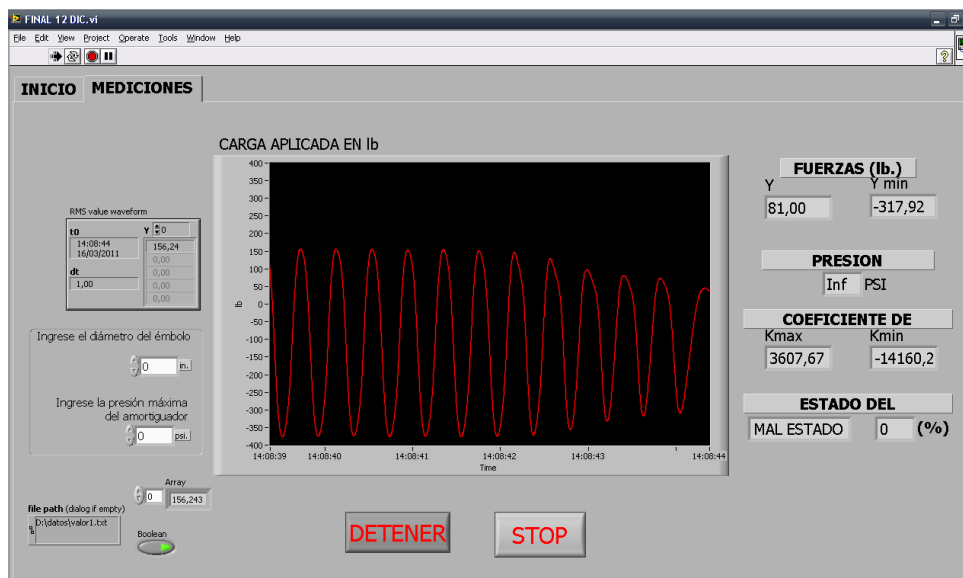 FINAL 12 DIC.vi
File Edit View Project Operate Tools Window Help
INICIO MEDICIONES
CARGA APLICADA EN lb
400
350
300
250
200
150
100
50
0
-50
-100
-150
-200
-250
-300
-350
-400
lb
14:08:39 14:08:40 14:08:41 14:08:42 14:08:43 14:08:44
Time
RMS value waveform
t0
14:08:44
16/03/2011
dt
1,00
Y 0
156,24
0,00
0,00
0,00
0,00
Ingrese el diámetro del émbolo
0 in.
Ingrese la presión máxima
del amortiguador
0 psi.
Array
0 156,243
file path (dialog if empty)
D:\datos\valor1.txt
Boolean
DETENER STOP
FUERZAS (lb.)
Y Y min
81,00 -317,92
PRESION
Inf PSI
COEFICIENTE DE
Kmax Kmin
3607,67 -14160,2
ESTADO DEL
MAL ESTADO 0 (%)